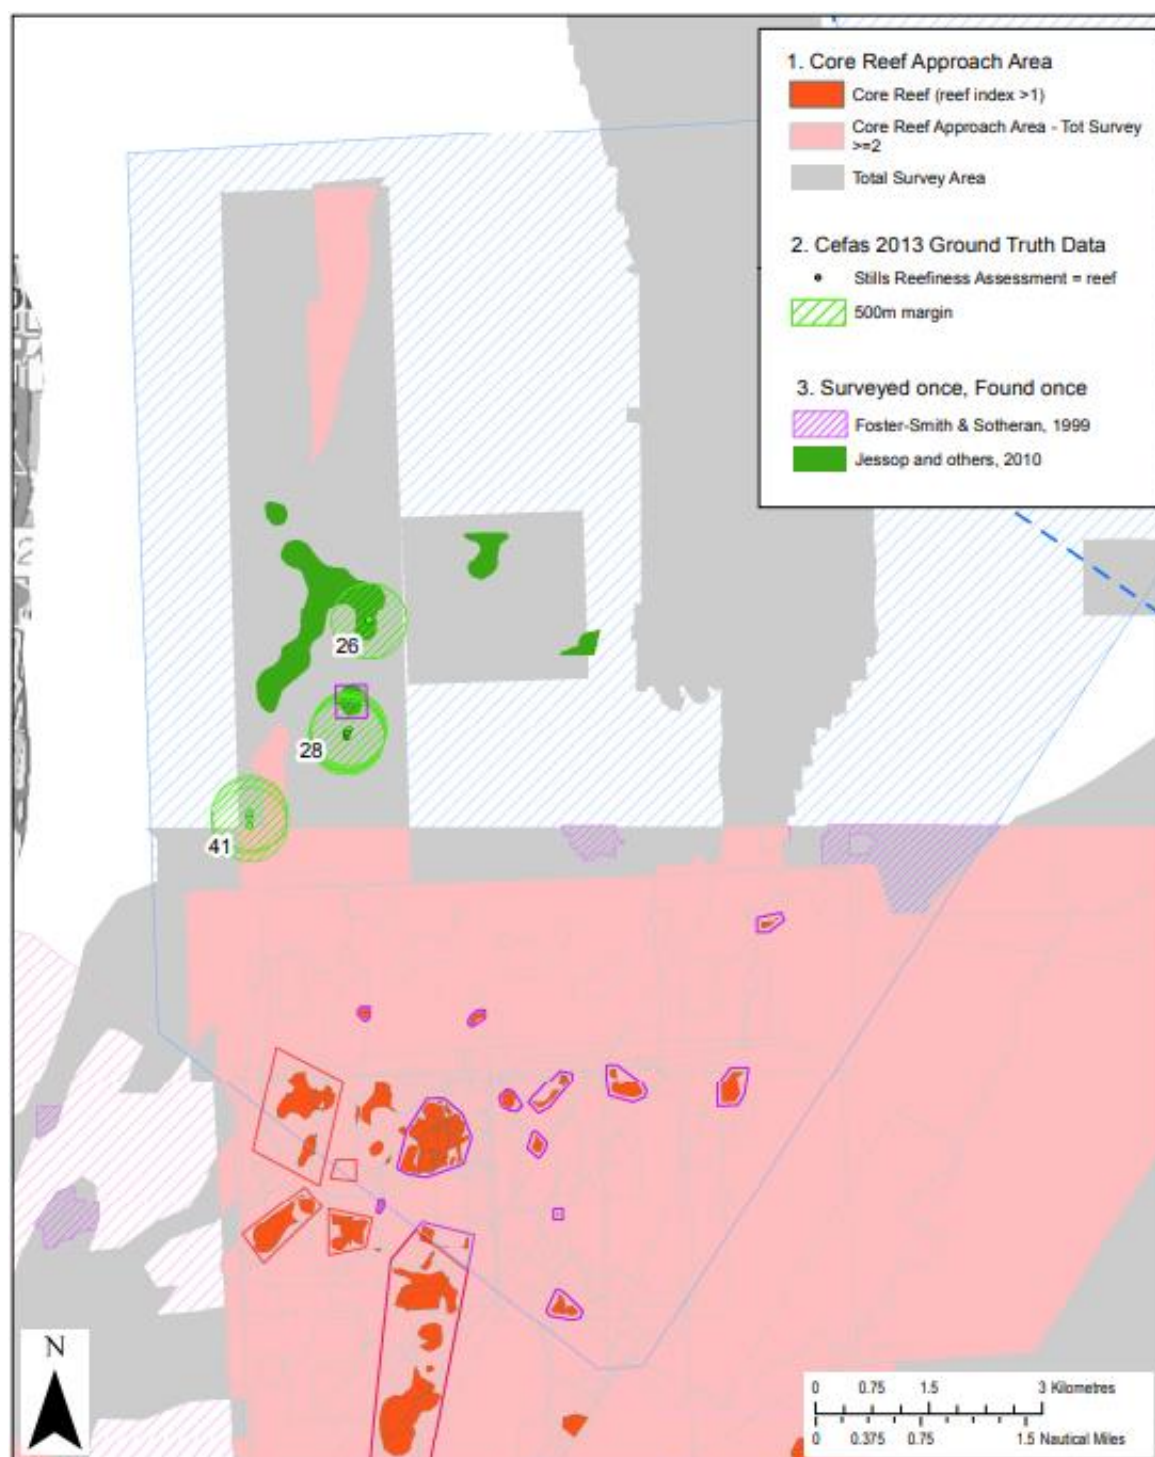 1. Core Reef Approach Area
Core Reef (reef index >1)
Core Reef Approach Area - Tot Survey
>=2
Total Survey Area
2. Cefas 2013 Ground Truth Data
Stills Reefiness Assessment = reef
500m margin
3. Surveyed once, Found once
Foster-Smith & Sotheran, 1999
Jessop and others, 2010
26
28
41
N
0 0.75 1.5 3 Kilometres
0 0.375 0.75 1.5 Nautical Miles